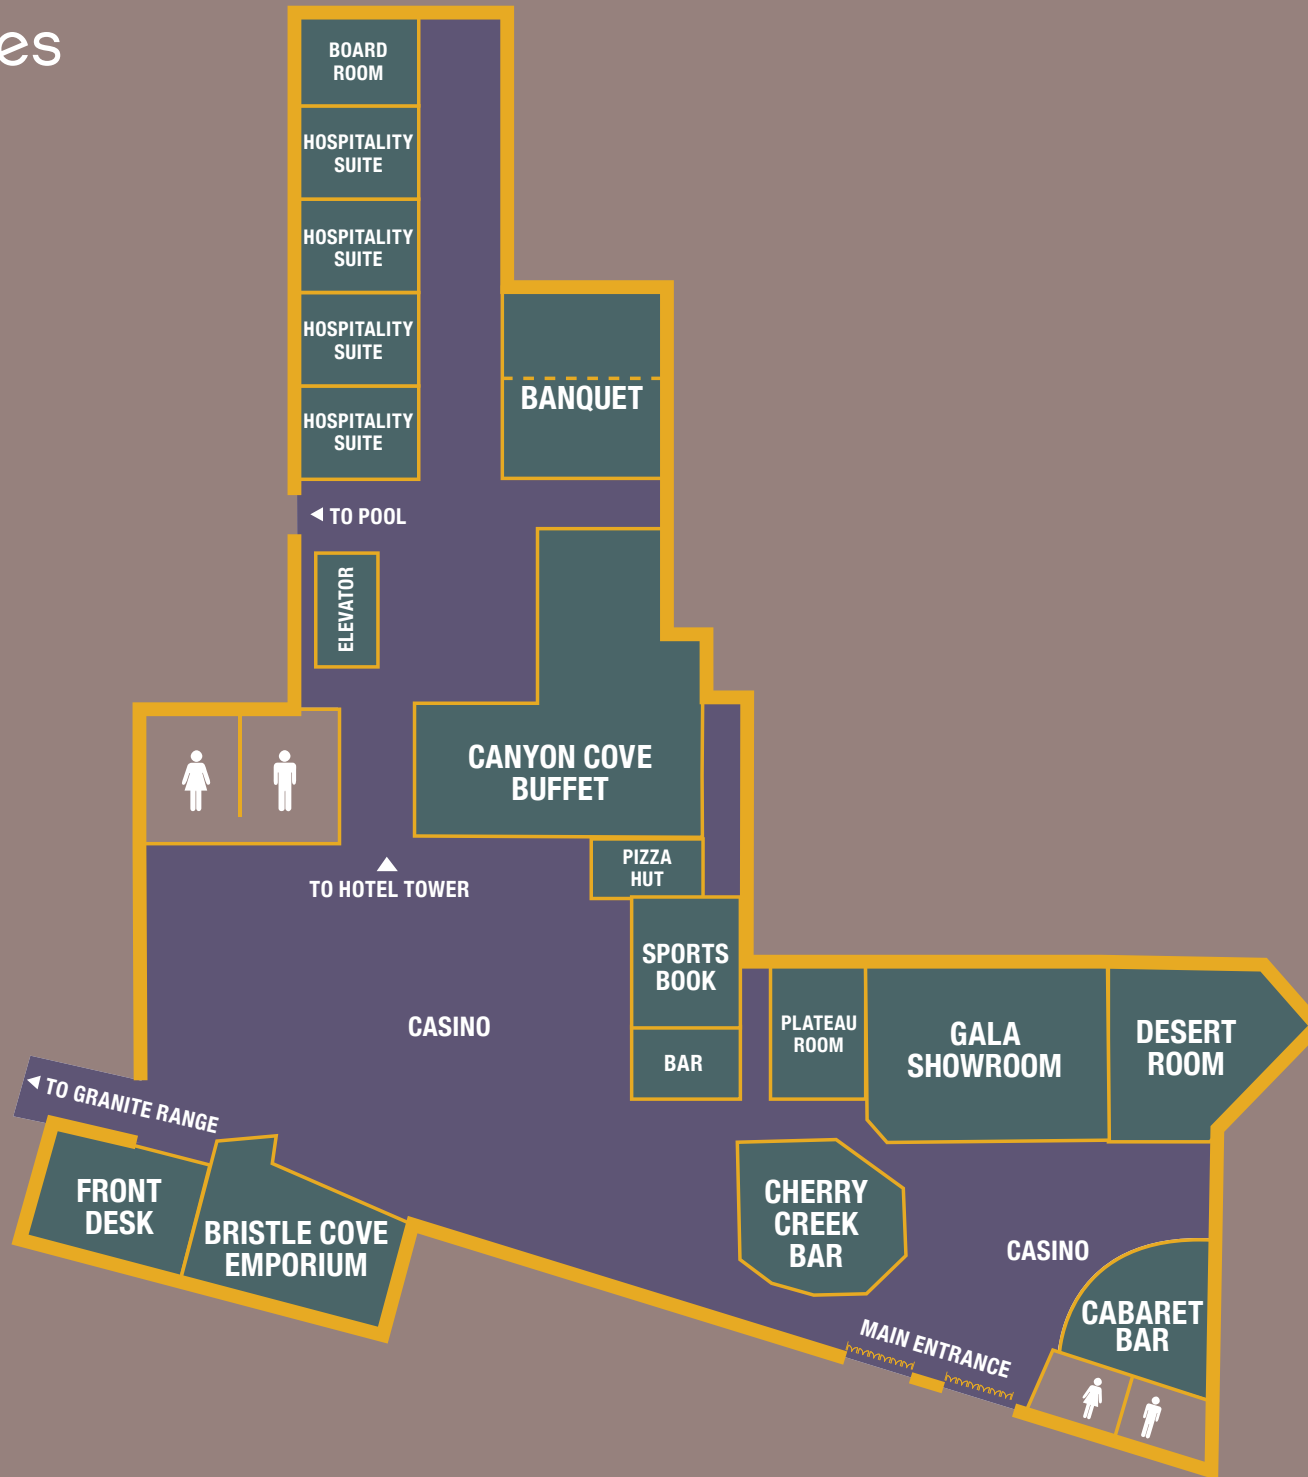 es
BOARD
ROOM
HOSPITALITY
SUITE
HOSPITALITY
SUITE
HOSPITALITY
SUITE
HOSPITALITY
SUITE
BANQUET
TO POOL
ELEVATOR
CANYON COVE
BUFFET
PIZZA
HUT
TO HOTEL TOWER
SPORTS
BOOK
BAR
CASINO
PLATEAU
ROOM
GALA
SHOWROOM
DESERT
ROOM
TO GRANITE RANGE
FRONT
DESK
BRISTLE COVE
EMPORIUM
CHERRY
CREEK
BAR
CASINO
CABARET
BAR
MAIN ENTRANCE